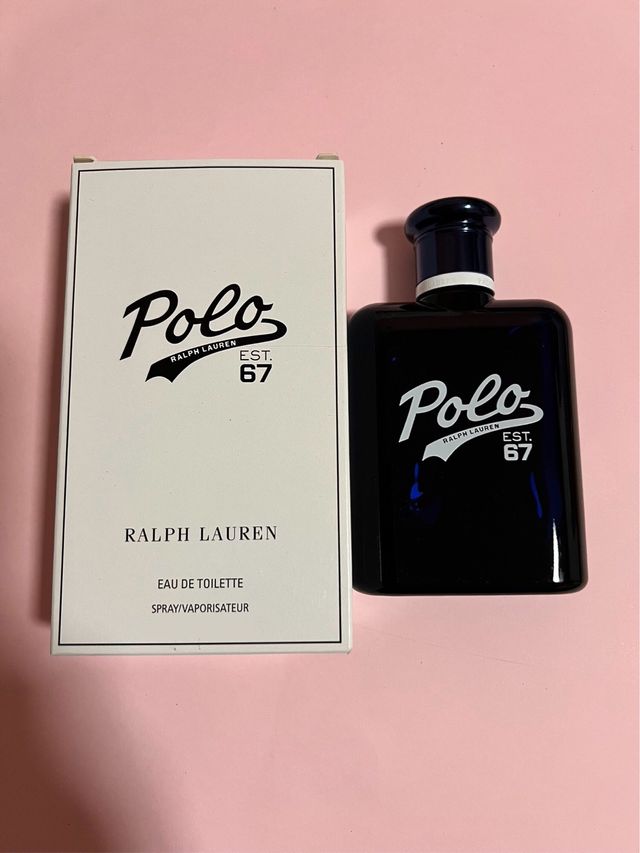 Polo
RALPH LAUREN
EST.
67
RALPH LAUREN
EAU DE TOILETTE
SPRAY/VAPORISATEUR
Polo
RALPH LAUREN
EST.
67